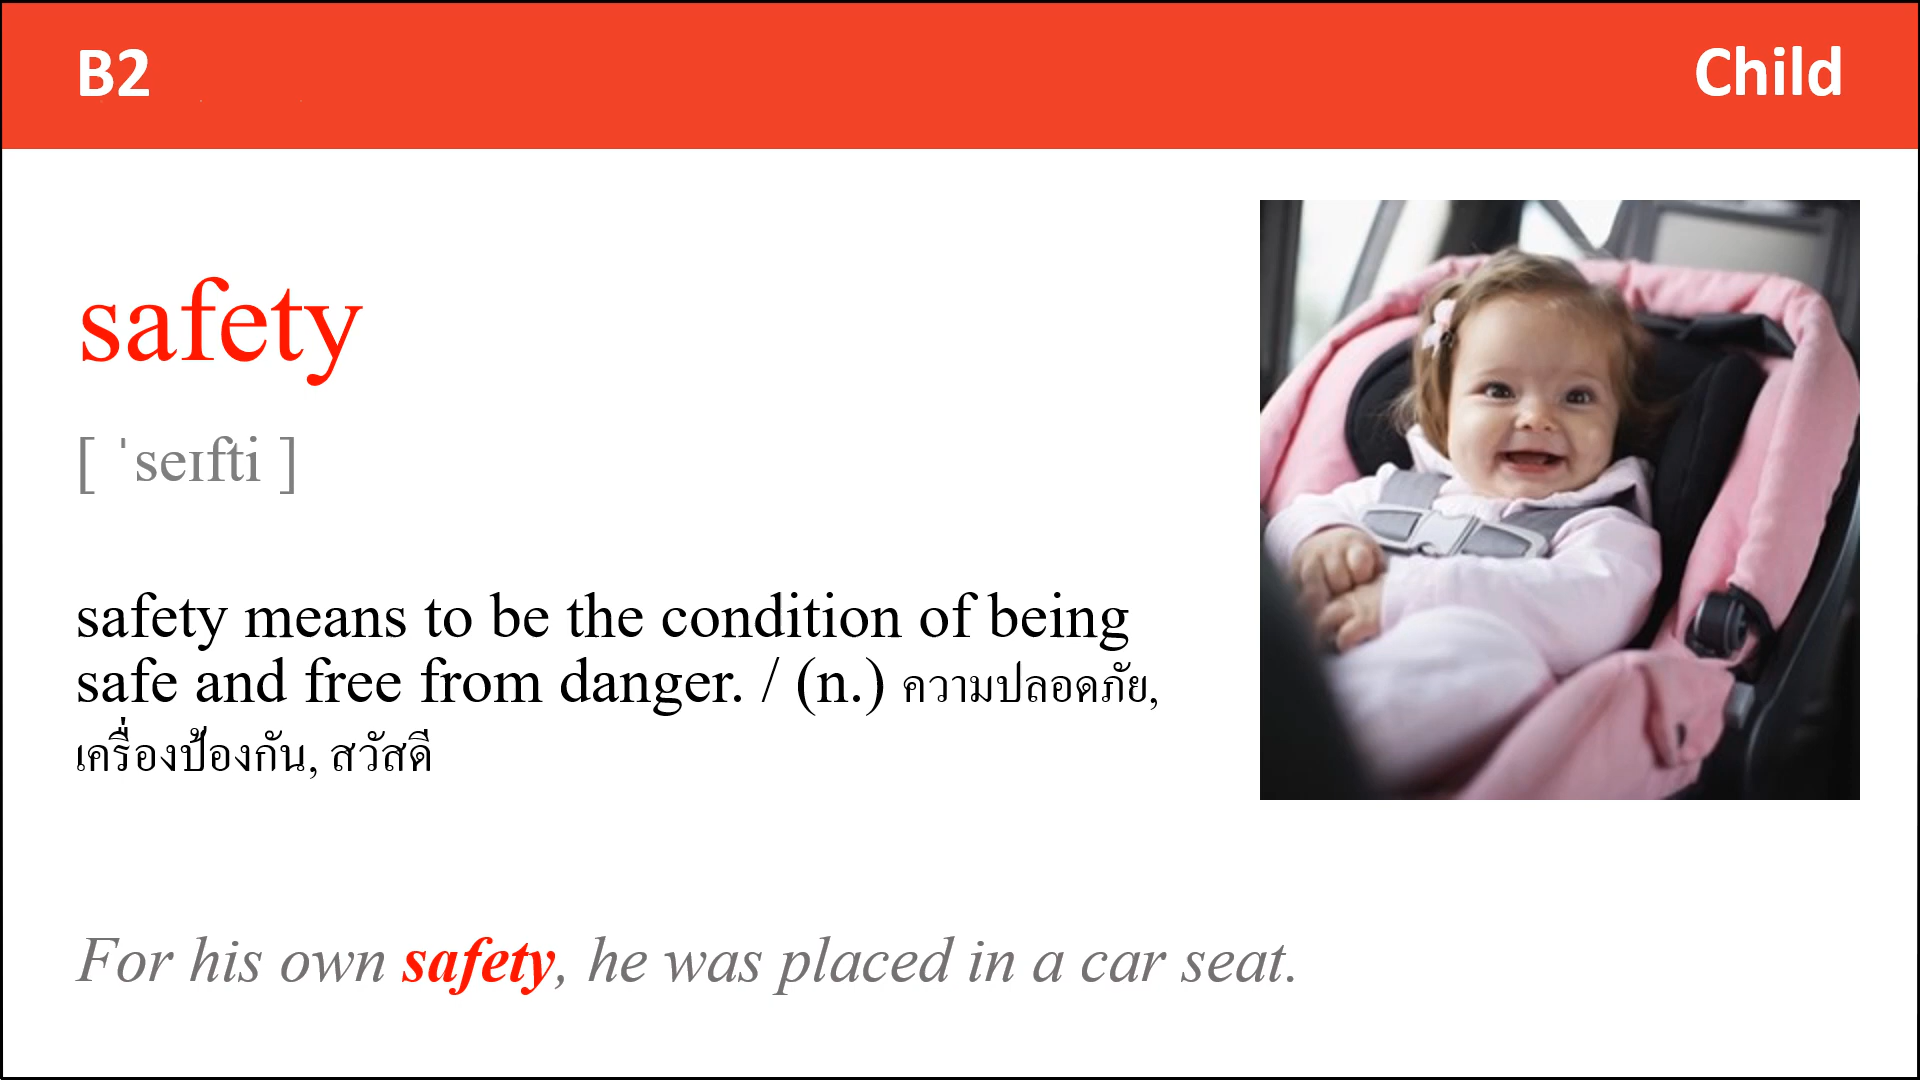 B2
Child
safety
[ ˈseɪfti ]
safety means to be the condition of being
safe and free from danger. / (n.) ความปลอดภัย,
เครื่องป้องกัน, สวัสดี
For his own safety, he was placed in a car seat.